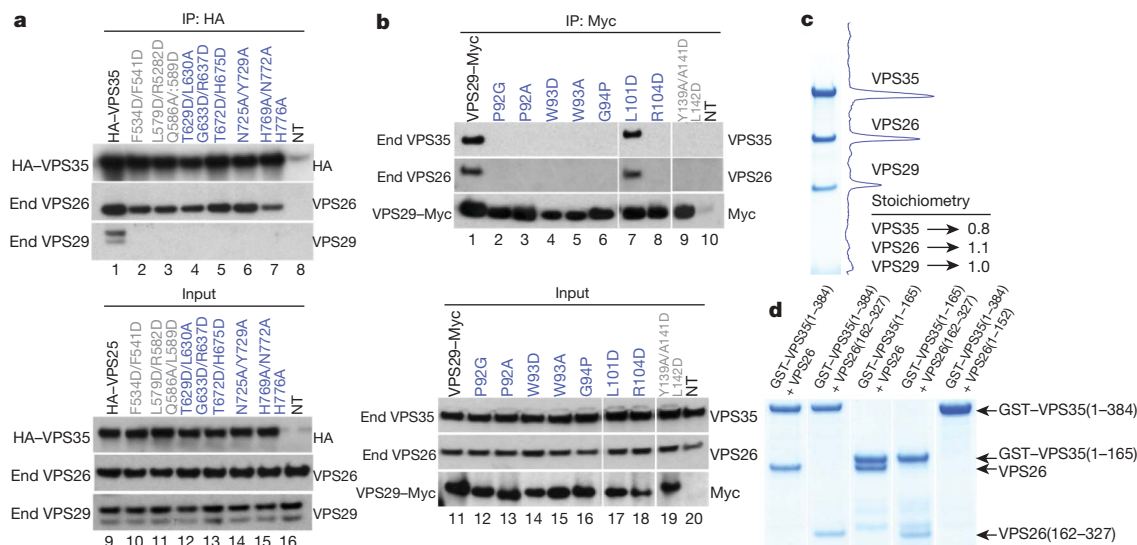 a
IP: HA
HA–VPS35
F534D/F541D
L579D/R5282D
Q586A/:589D
T629D/L630A
G633D/R637D
T672D/H675D
N725A/Y729A
H769A/N772A
H776A
NT
HA–VPS35
HA
End VPS26
VPS26
End VPS29
VPS29
1 2 3 4 5 6 7 8
Input
HA–VPS25
F534D/F541D
L579D/R582D
Q586A/L589D
T629D/L630A
G633D/R637D
T672D/H675D
N725A/Y729A
H769A/N772A
H776A
NT
HA–VPS35
HA
End VPS26
VPS26
End VPS29
VPS29
9 10 11 12 13 14 15 16
b
IP: Myc
VPS29–Myc
P92G
P92A
W93D
W93A
G94P
L101D
R104D
Y139A/A141D
L142D
NT
End VPS35
VPS35
End VPS26
VPS26
VPS29–Myc
Myc
1 2 3 4 5 6 7 8 9 10
Input
VPS29–Myc
P92G
P92A
W93D
W93A
G94P
L101D
R104D
Y139A/A141D
L142D
NT
End VPS35
VPS35
End VPS26
VPS26
VPS29–Myc
Myc
11 12 13 14 15 16 17 18 19 20
c
VPS35
VPS26
VPS29
Stoichiometry
VPS35 → 0.8
VPS26 → 1.1
VPS29 → 1.0
d
GST–VPS35(1–384)
+ VPS26
GST–VPS35(1–384)
+ VPS26(162–327)
GST–VPS35(1–165)
+ VPS26
GST–VPS35(1–165)
+ VPS26(162–327)
GST–VPS35(1–384)
+ VPS26(1–152)
GST–VPS35(1–384)
GST–VPS35(1–165)
VPS26
VPS26(162–327)